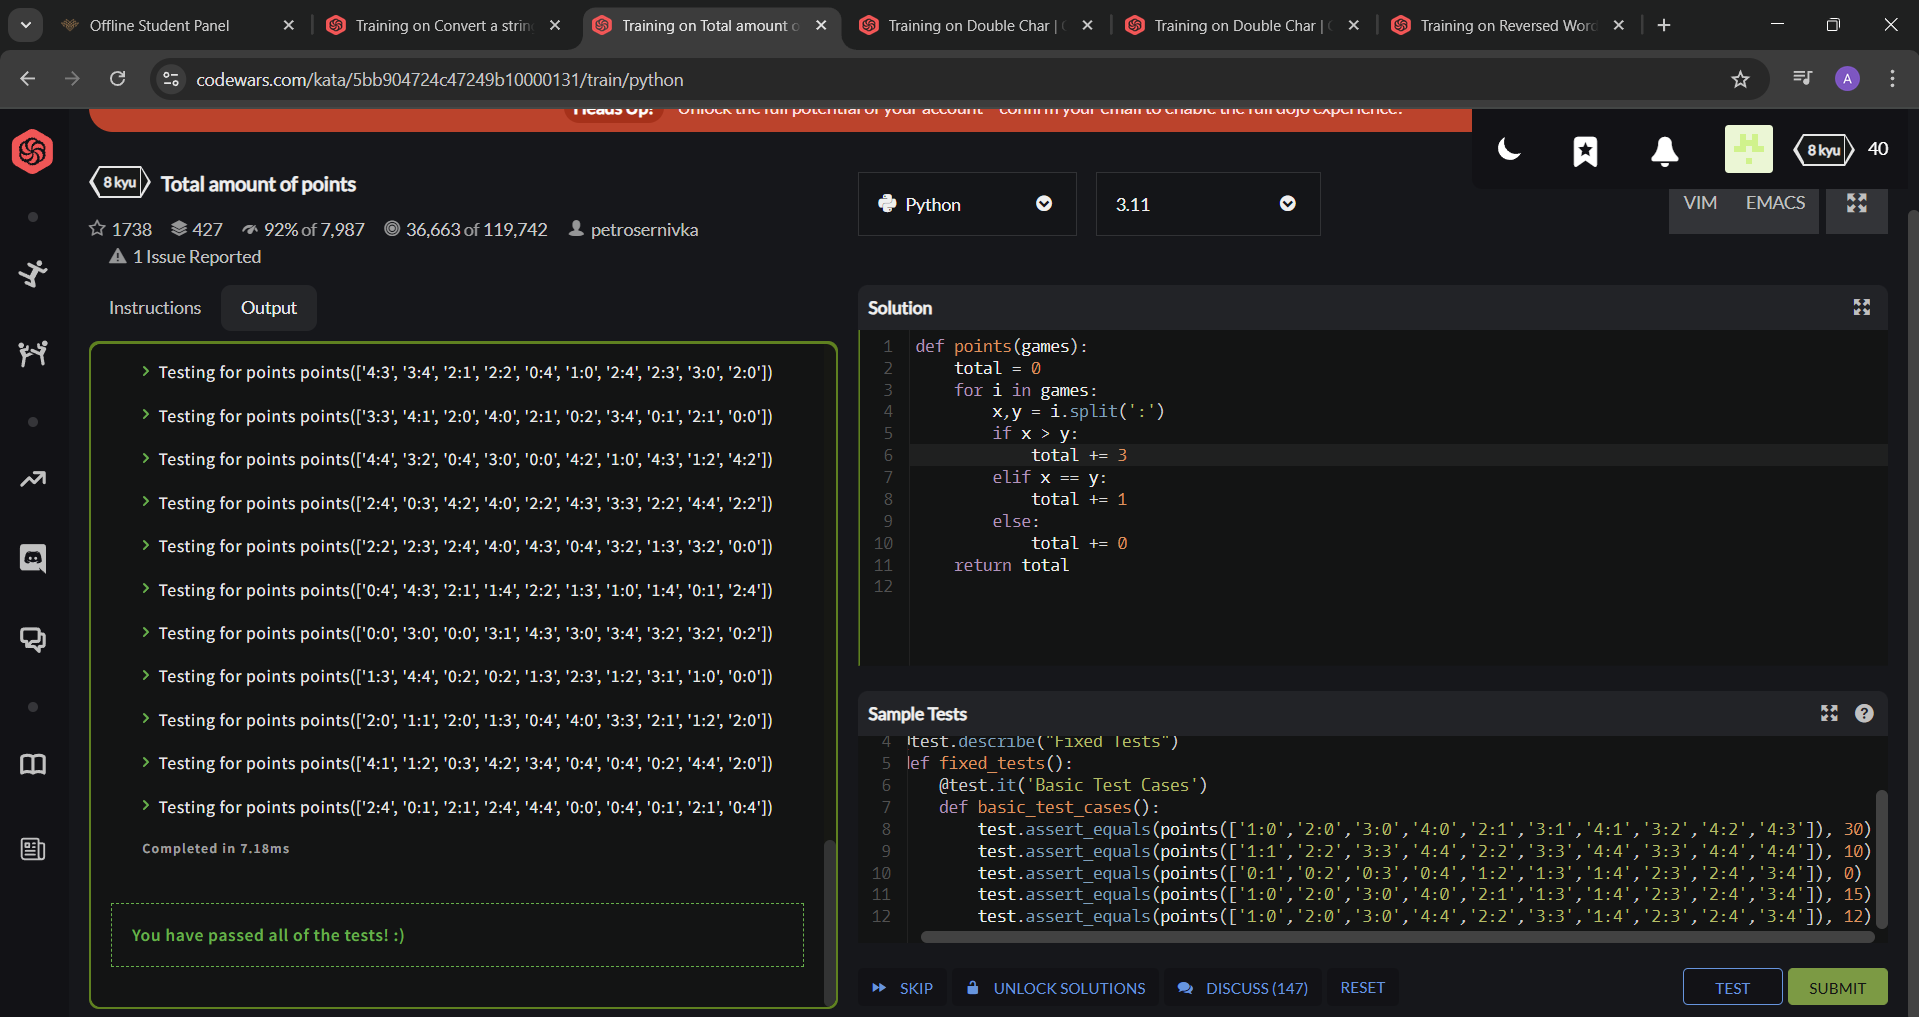 Offline Student Panel
Training on Convert a string
Training on Total amount o
Training on Double Char |
Training on Double Char |
Training on Reversed Word
codewars.com/kata/5bb904724c47249b10000131/train/python
A
Heads Up! Unlock the full potential of your account - confirm your email to enable the full dojo experience.
8 kyu 40
8 kyu Total amount of points
1738 427 92% of 7,987 36,663 of 119,742 petrosernivka
1 Issue Reported
Python
3.11
VIM EMACS
Instructions Output
Testing for points points(['4:3', '3:4', '2:1', '2:2', '0:4', '1:0', '2:4', '2:3', '3:0', '2:0'])
Testing for points points(['3:3', '4:1', '2:0', '4:0', '2:1', '0:2', '3:4', '0:1', '2:1', '0:0'])
Testing for points points(['4:4', '3:2', '0:4', '3:0', '0:0', '4:2', '1:0', '4:3', '1:2', '4:2'])
Testing for points points(['2:4', '0:3', '4:2', '4:0', '2:2', '4:3', '3:3', '2:2', '4:4', '2:2'])
Testing for points points(['2:2', '2:3', '2:4', '4:0', '4:3', '0:4', '3:2', '1:3', '3:2', '0:0'])
Testing for points points(['0:4', '4:3', '2:1', '1:4', '2:2', '1:3', '1:0', '1:4', '0:1', '2:4'])
Testing for points points(['0:0', '3:0', '0:0', '3:1', '4:3', '3:0', '3:4', '3:2', '3:2', '0:2'])
Testing for points points(['1:3', '4:4', '0:2', '0:2', '1:3', '2:3', '1:2', '3:1', '1:0', '0:0'])
Testing for points points(['2:0', '1:1', '2:0', '1:3', '0:4', '4:0', '3:3', '2:1', '1:2', '2:0'])
Testing for points points(['4:1', '1:2', '0:3', '4:2', '3:4', '0:4', '0:4', '0:2', '4:4', '2:0'])
Testing for points points(['2:4', '0:1', '2:1', '2:4', '4:4', '0:0', '0:4', '0:1', '2:1', '0:4'])
Completed in 7.18ms
You have passed all of the tests! :)
Solution
1 def points(games):
2 total = 0
3 for i in games:
4 x,y = i.split(':')
5 if x > y:
6 total += 3
7 elif x == y:
8 total += 1
9 else:
10 total += 0
11 return total
12
Sample Tests ?
4 test.describe("Fixed Tests")
5 ef fixed_tests():
6 @test.it('Basic Test Cases')
7 def basic_test_cases():
8 test.assert_equals(points(['1:0','2:0','3:0','4:0','2:1','3:1','4:1','3:2','4:2','4:3']), 30)
9 test.assert_equals(points(['1:1','2:2','3:3','4:4','2:2','3:3','4:4','3:3','4:4','4:4']), 10)
10 test.assert_equals(points(['0:1','0:2','0:3','0:4','1:2','1:3','1:4','2:3','2:4','3:4']), 0)
11 test.assert_equals(points(['1:0','2:0','3:0','4:0','2:1','1:3','1:4','2:3','2:4','3:4']), 15)
12 test.assert_equals(points(['1:0','2:0','3:0','4:4','2:2','3:3','1:4','2:3','2:4','3:4']), 12)
SKIP UNLOCK SOLUTIONS DISCUSS (147) RESET
TEST SUBMIT